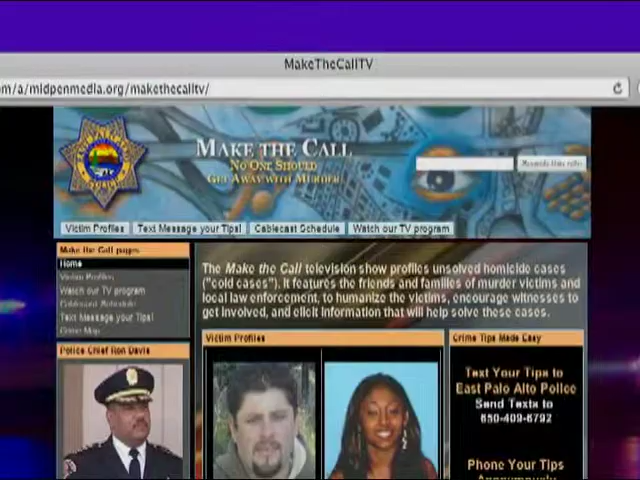 MakeTheCallTV
om/a/midpenmedia.org/makethecalltv/
MAKE THE CALL
NO ONE SHOULD
GET AWAY WITH MURDER
Victim Profiles
Text Message your Tips!
Cablecast Schedule
Watch our TV program
Make the Call pages
Home
Victim Profiles
Watch our TV program
Cablecast Schedule
Text Message your Tips!
Crime Map
Police Chief Ron Davis
The Make the Call television show profiles unsolved homicide cases
("cold cases"). It features the friends and families of murder victims and
local law enforcement, to humanize the victims, encourage witnesses to
get involved, and elicit information that will help solve these cases.
Victim Profiles
Crime Tips Made Easy
Text Your Tips to
East Palo Alto Police
Send Texts to
650-409-6792
Phone Your Tips
Anonymously